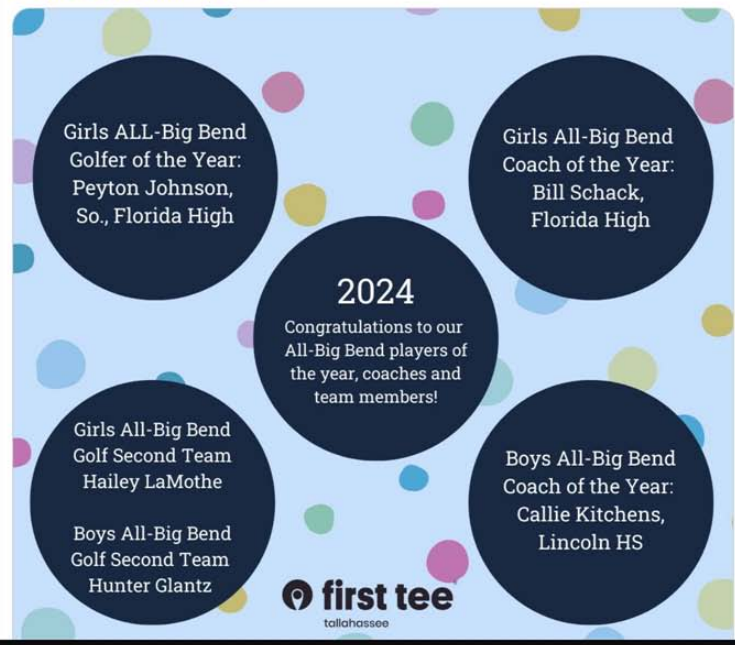 Girls ALL-Big Bend
Golfer of the Year:
Peyton Johnson,
So., Florida High
Girls All-Big Bend
Coach of the Year:
Bill Schack,
Florida High
2024
Congratulations to our
All-Big Bend players of
the year, coaches and
team members!
Girls All-Big Bend
Golf Second Team
Hailey LaMothe
Boys All-Big Bend
Golf Second Team
Hunter Glantz
Boys All-Big Bend
Coach of the Year:
Callie Kitchens,
Lincoln HS
first tee
tallahassee